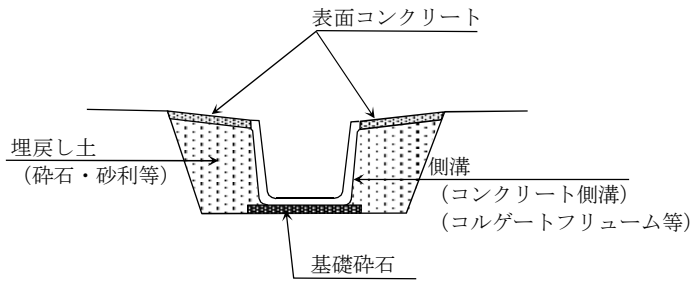 表面コンクリート
埋戻し土
（砕石・砂利等）
側溝
（コンクリート側溝）
（コルゲートフリューム等）
基礎砕石